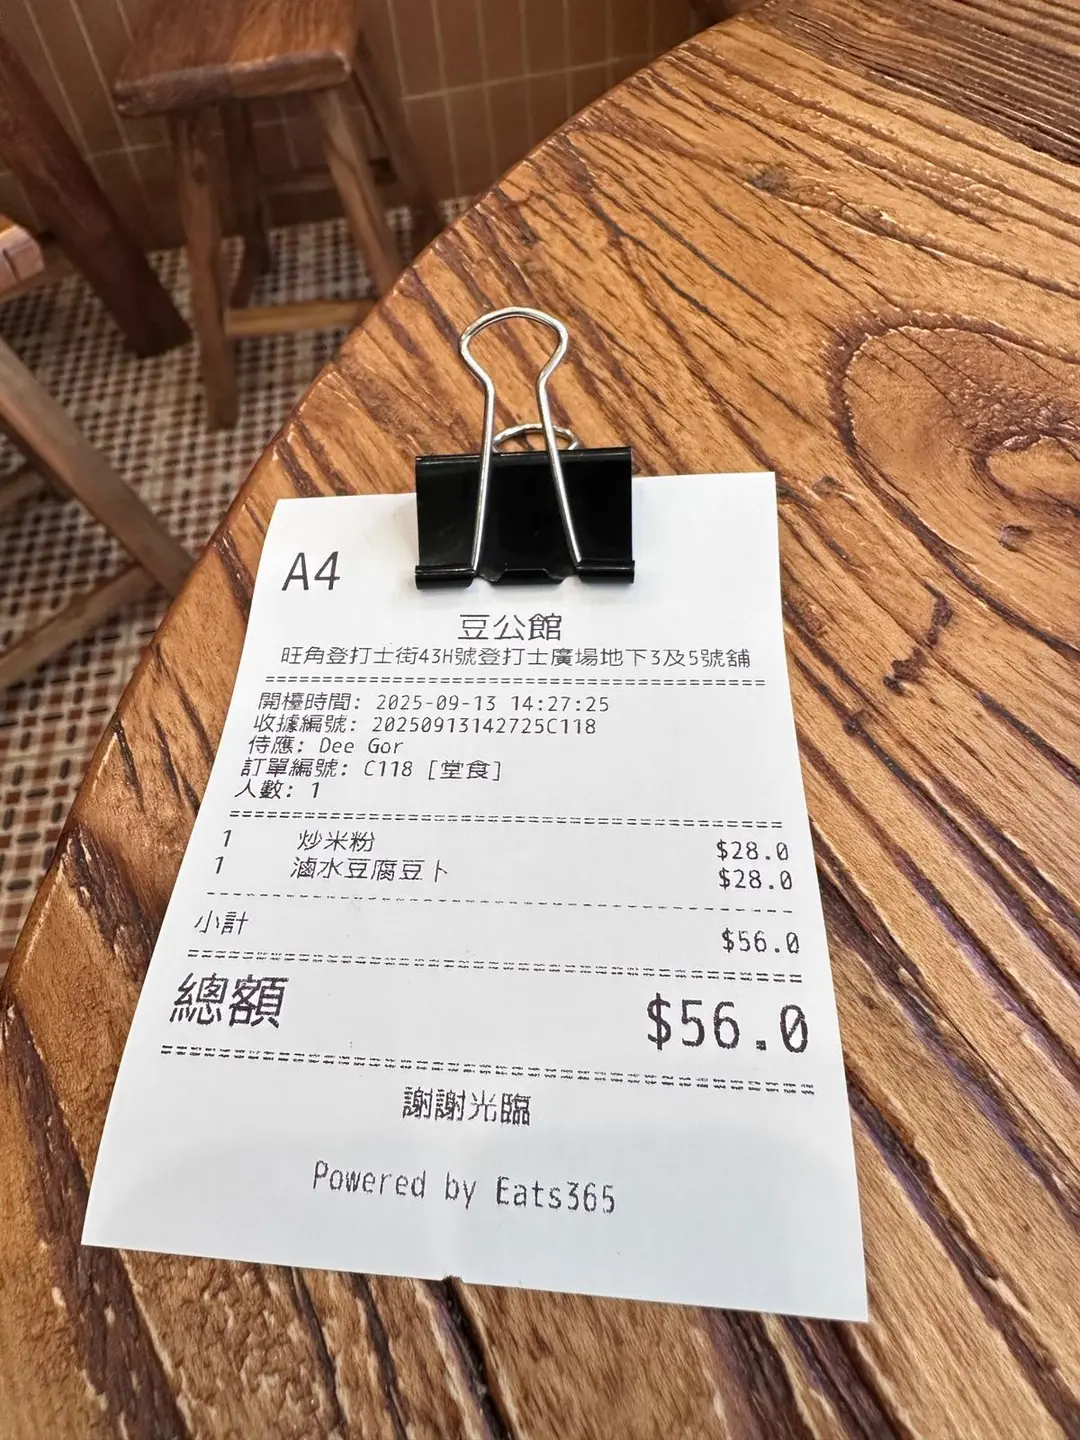 A4
豆公館
旺角登打士街43H號登打士廣場地下3及5號舖
開檯時間: 2025-09-13 14:27:25
收據編號: 20250913142725C118
侍應: Dee Gor
訂單編號: C118 [堂食]
人數: 1
1 炒米粉 $28.0
1 滷水豆腐豆卜 $28.0
小計 $56.0
總額 $56.0
謝謝光臨
Powered by Eats365